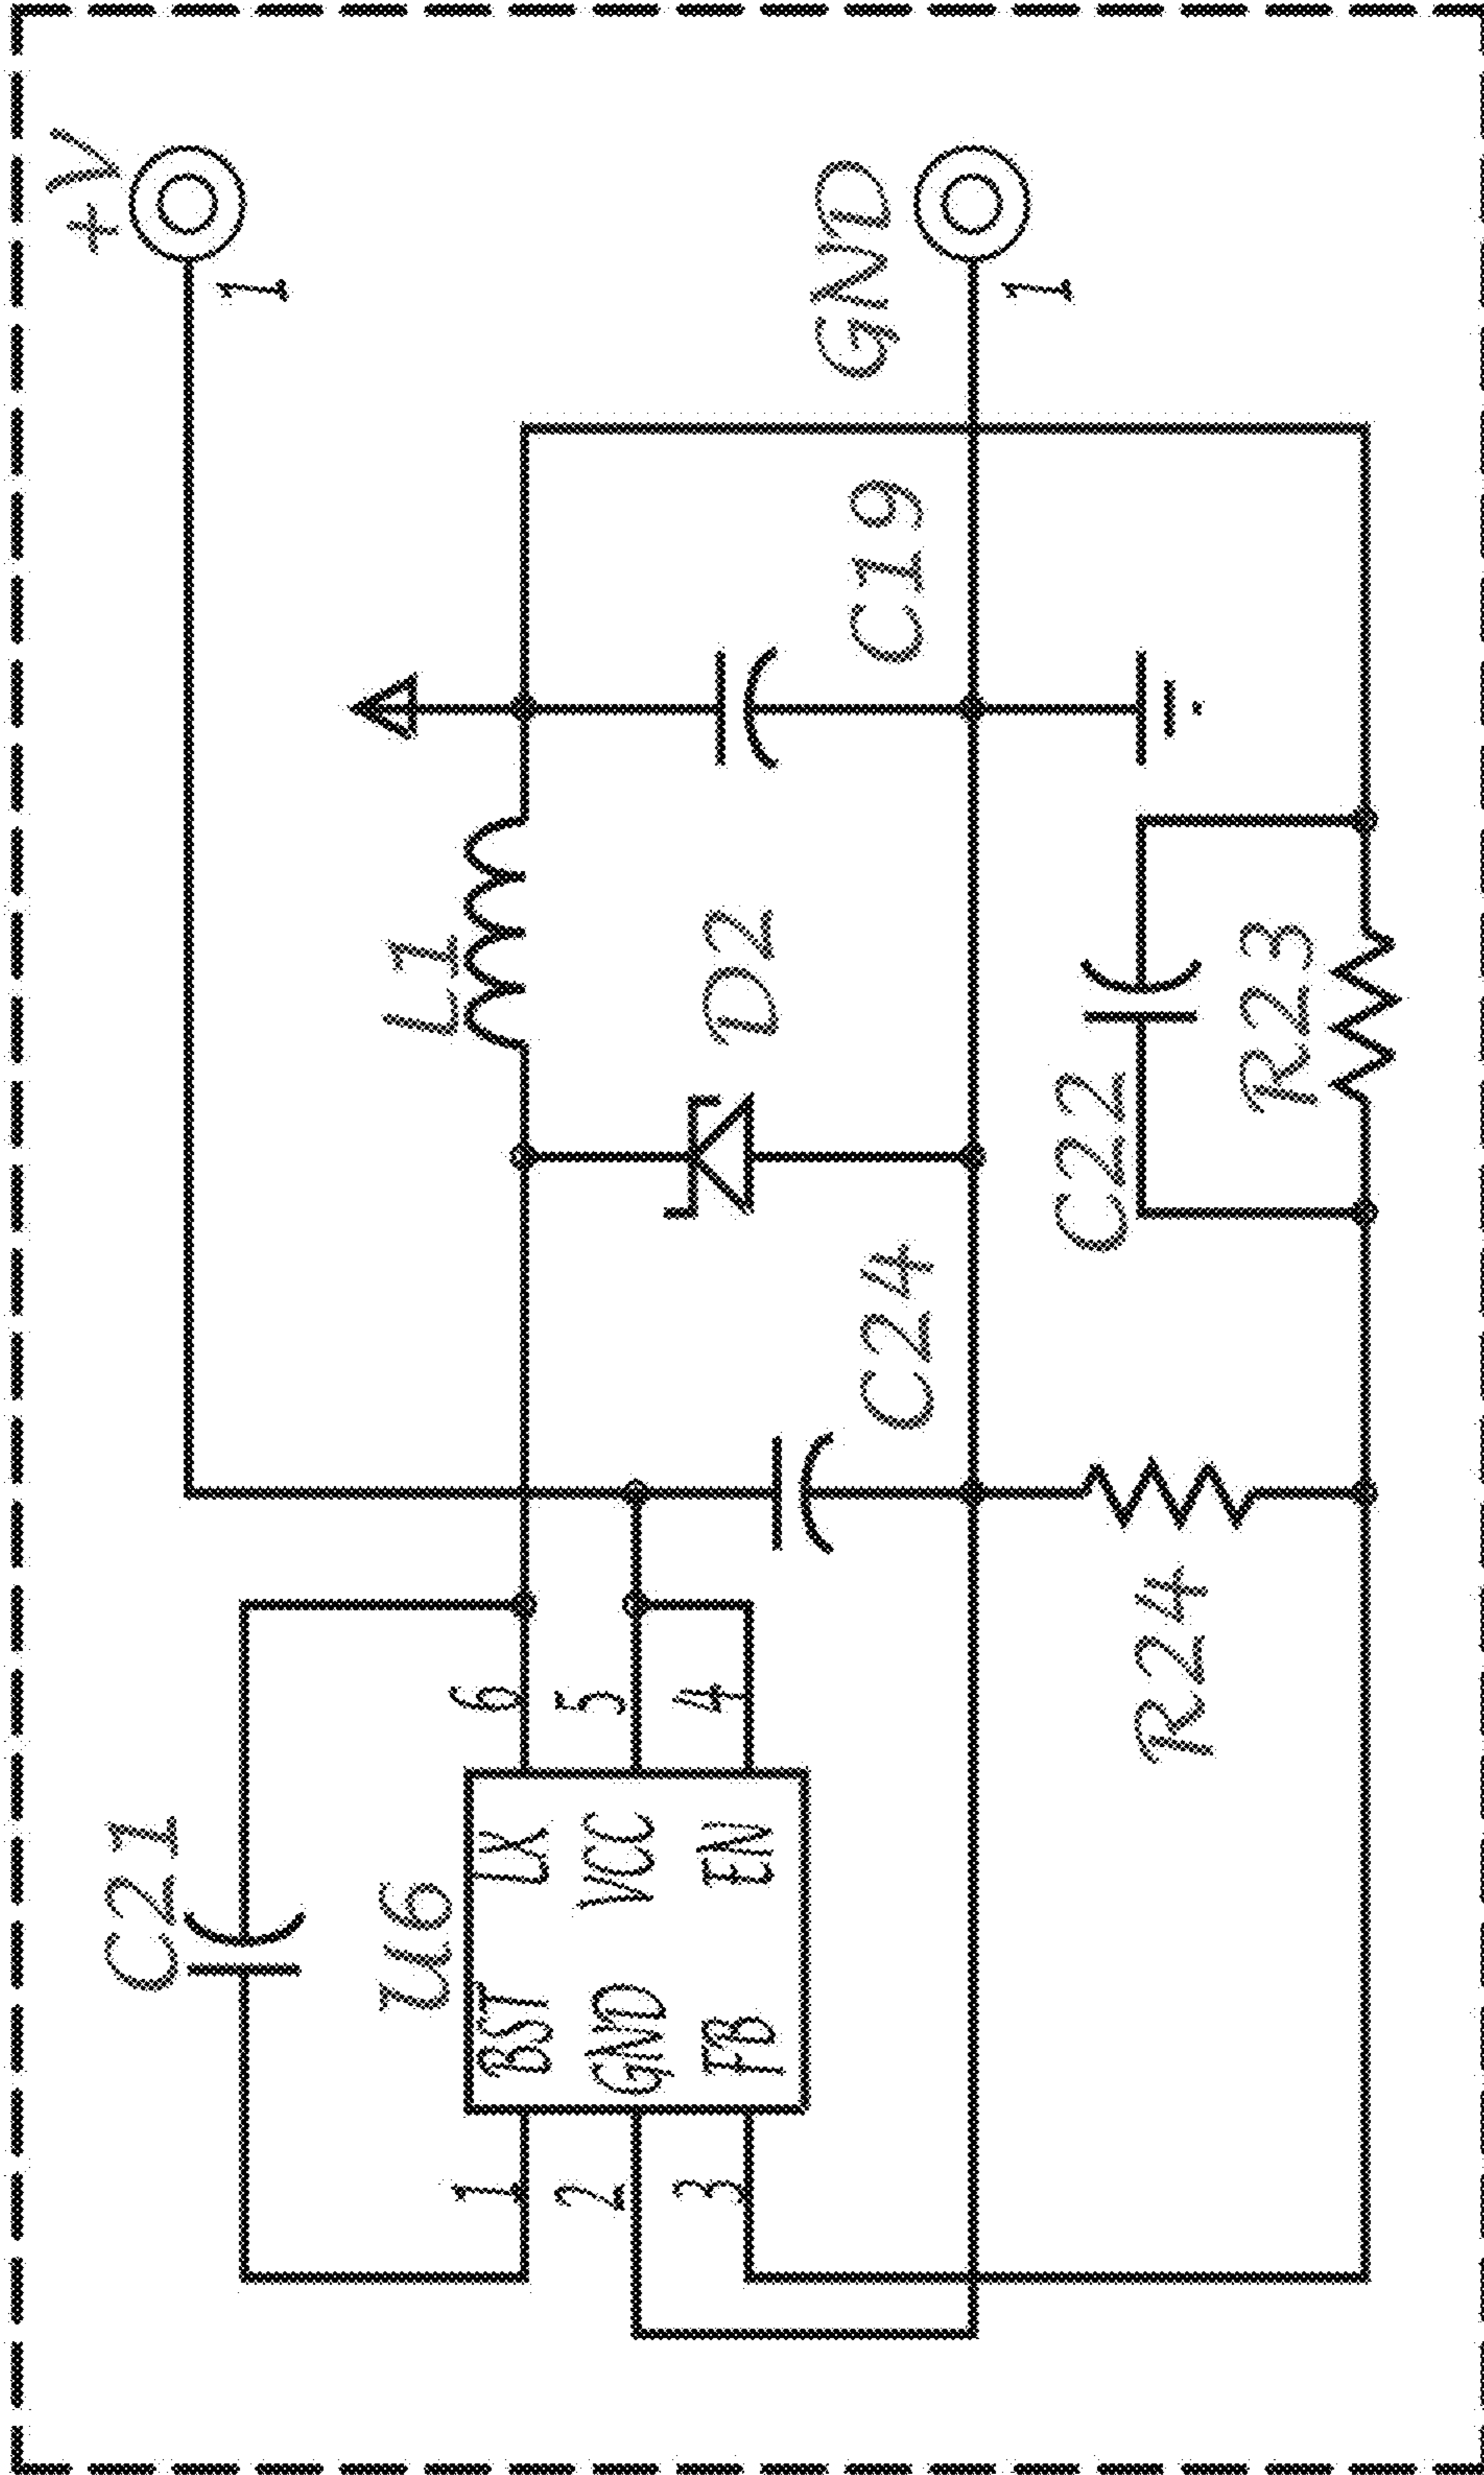 +V
1
GND
1
C19
L1
D2
C22
R23
C24
R24
C21
U6
6
5
4
LX
VCC
EN
BST
GND
FB
1
2
3